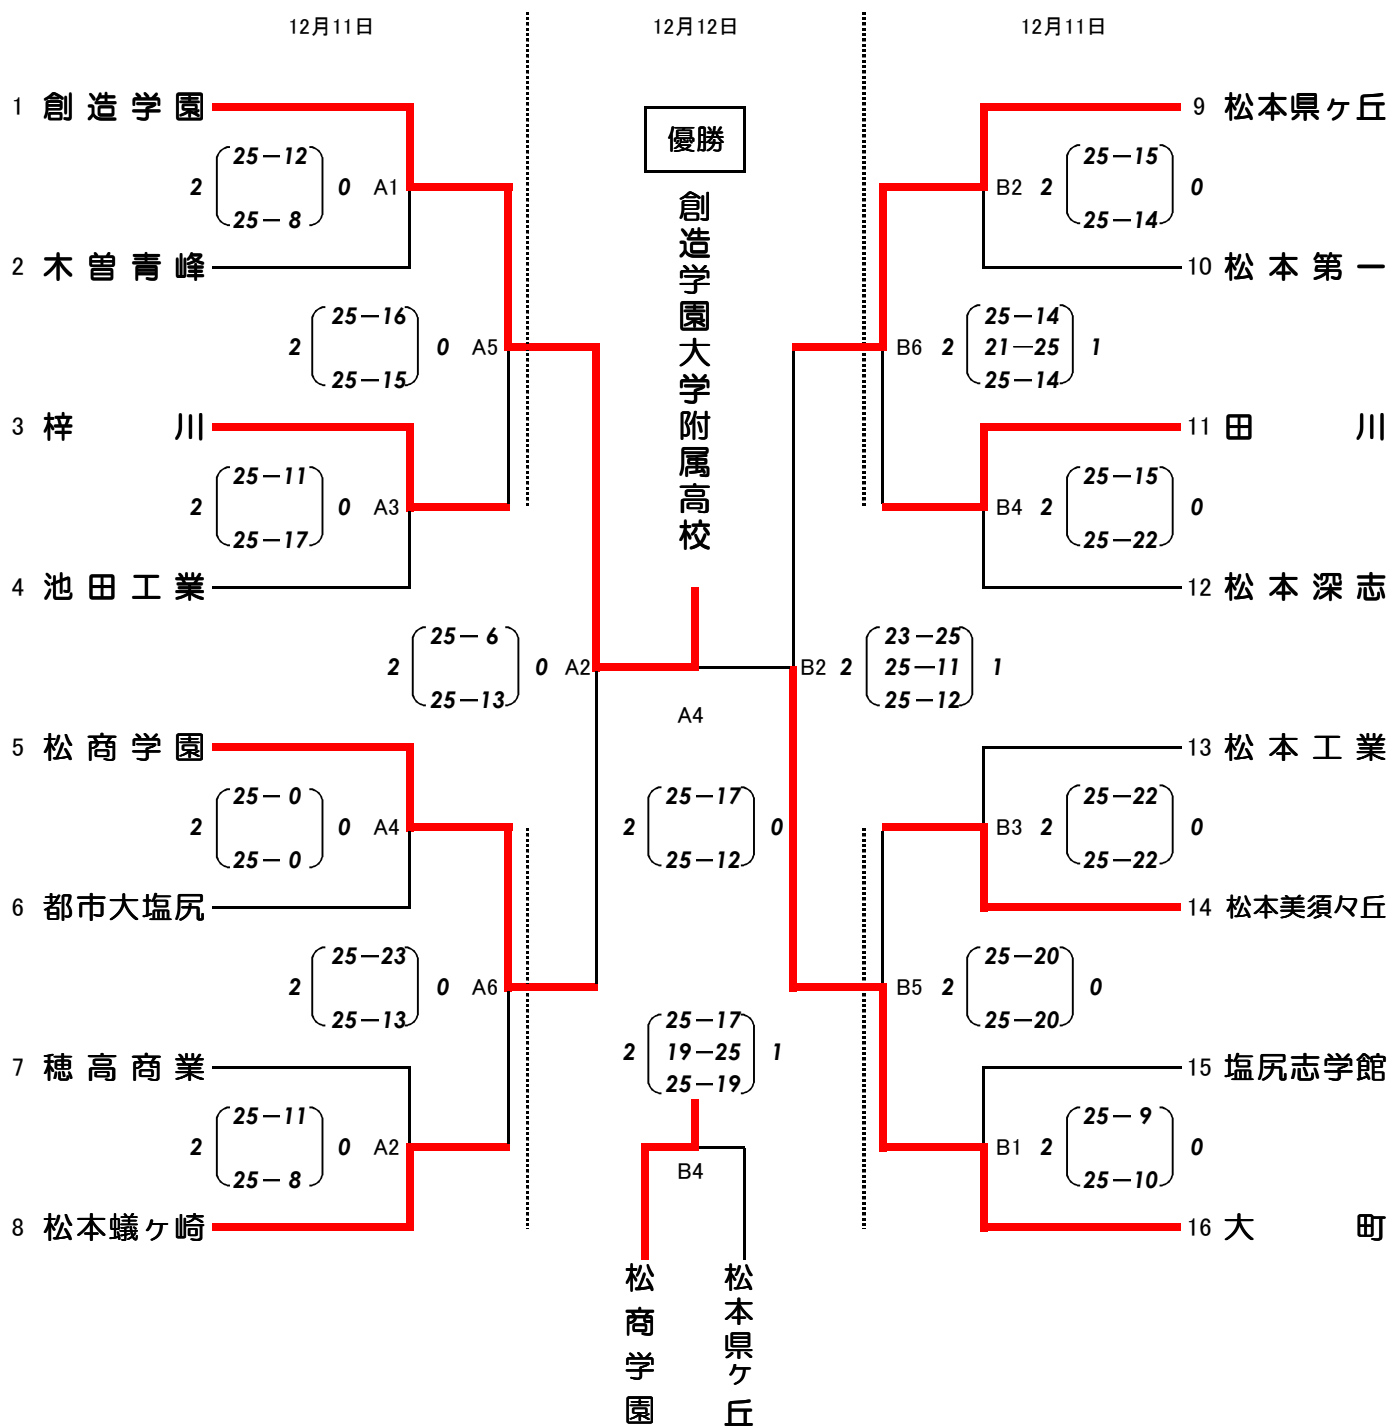 12月11日
12月12日
12月11日
優勝
創造学園大学附属高校
1 創造学園
25－12
2 0 A1
25－8
2 木曽青峰
25－16
2 0 A5
25－15
3 梓川
25－11
2 0 A3
25－17
4 池田工業
25－6
2 0 A2
25－13
5 松商学園
25－0
2 0 A4
25－0
6 都市大塩尻
25－23
2 0 A6
25－13
7 穂高商業
25－11
2 0 A2
25－8
8 松本蟻ヶ崎
A4
25－17
2 0
25－12
25－17
2 19－25 1
25－19
B4
松商学園
松本県ヶ丘
9 松本県ヶ丘
25－15
B2 2 0
25－14
10 松本第一
25－14
B6 2 21－25 1
25－14
11 田川
25－15
B4 2 0
25－22
12 松本深志
23－25
B2 2 25－11 1
25－12
13 松本工業
25－22
B3 2 0
25－22
14 松本美須々丘
25－20
B5 2 0
25－20
15 塩尻志学館
25－9
B1 2 0
25－10
16 大町